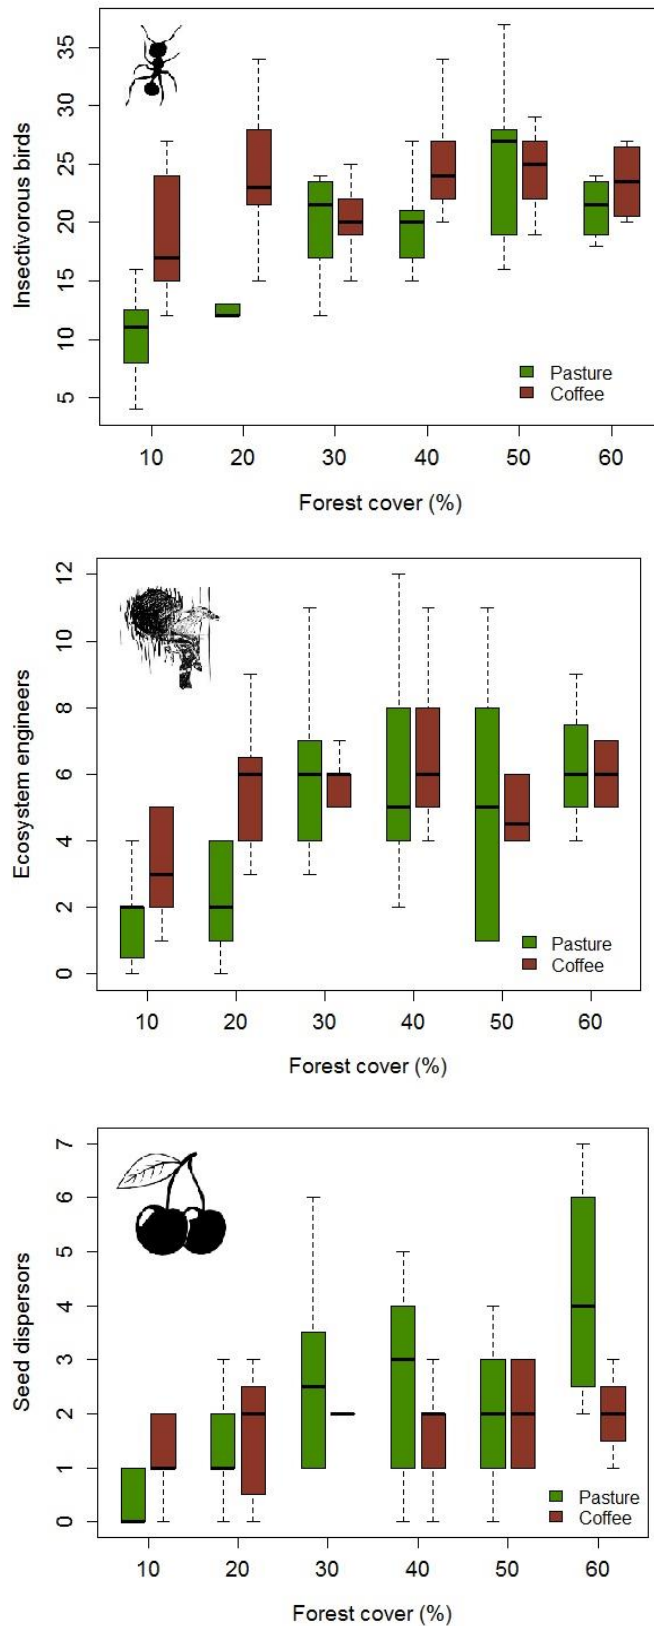 Insectivorous birds
35
30
25
20
15
10
5
Pasture
Coffee
10 20 30 40 50 60
Forest cover (%)
Ecosystem engineers
12
10
8
6
4
2
0
Pasture
Coffee
10 20 30 40 50 60
Forest cover (%)
Seed dispersors
7
6
5
4
3
2
1
0
Pasture
Coffee
10 20 30 40 50 60
Forest cover (%)